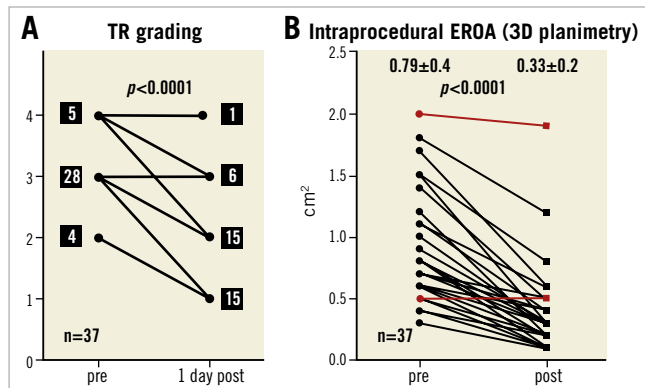 A TR grading
p<0.0001
4
3
2
1
0
5
28
4
1
6
15
15
n=37
pre 1 day post
B Intraprocedural EROA (3D planimetry)
2.5
2.0
1.5
1.0
0.5
0.0
cm²
0.79±0.4 0.33±0.2
p<0.0001
n=37
pre post